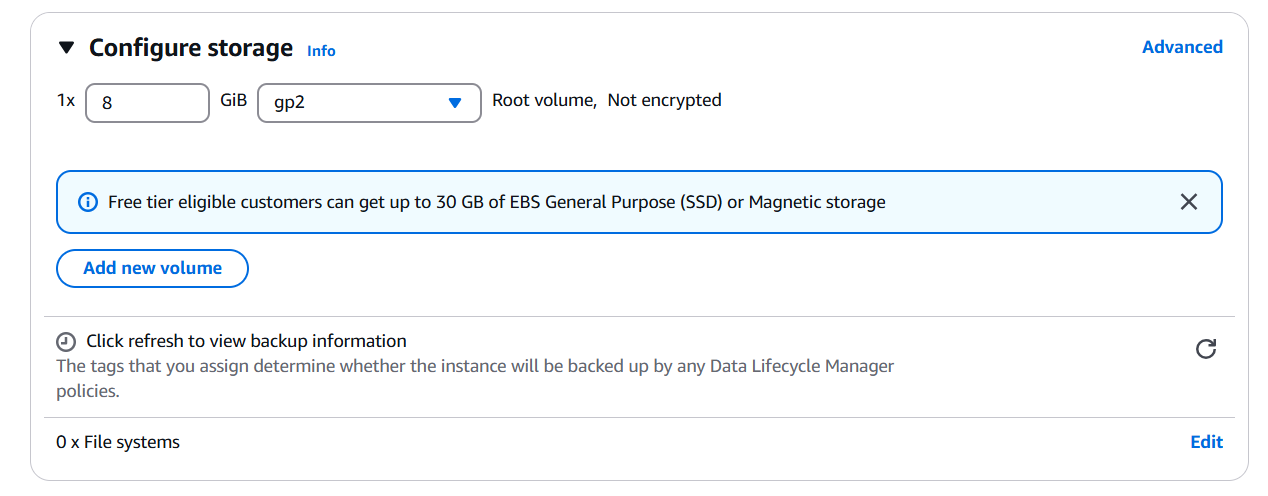 Configure storage Info Advanced
1x 8 GiB gp2 Root volume, Not encrypted
Free tier eligible customers can get up to 30 GB of EBS General Purpose (SSD) or Magnetic storage
Add new volume
Click refresh to view backup information
The tags that you assign determine whether the instance will be backed up by any Data Lifecycle Manager
policies.
0 x File systems Edit